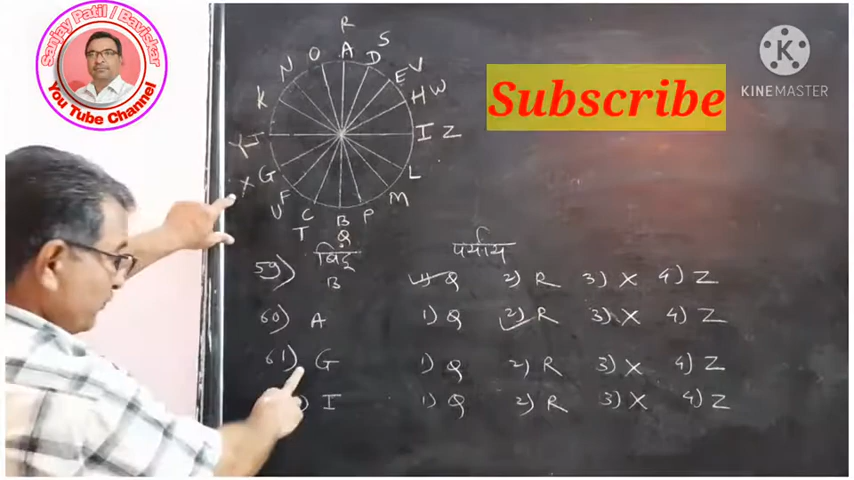 Sanjay Patil / Baviskar
You Tube Channel
Subscribe
KINEMASTER
R
A
S
D
V
E
W
H
I Z
L
M
P
B
Q
C
T
F
U
G
X
J
Y
K
N
O
बिंदू पर्याय
59) B 1) Q 2) R 3) X 4) Z
60) A 1) Q 2) R 3) X 4) Z
61) G 1) Q 2) R 3) X 4) Z
) I 1) Q 2) R 3) X 4) Z